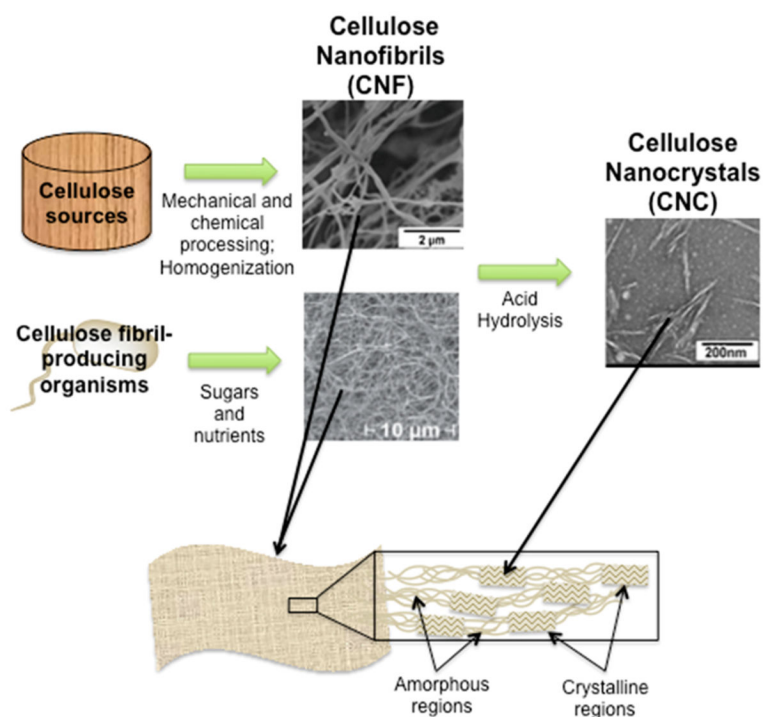 Cellulose
Nanofibrils
(CNF)
Cellulose
sources
Mechanical and
chemical
processing;
Homogenization
2 µm
Cellulose
Nanocrystals
(CNC)
Acid
Hydrolysis
200nm
Cellulose fibril-
producing
organisms
Sugars
and
nutrients
10 µm
Amorphous
regions
Crystalline
regions